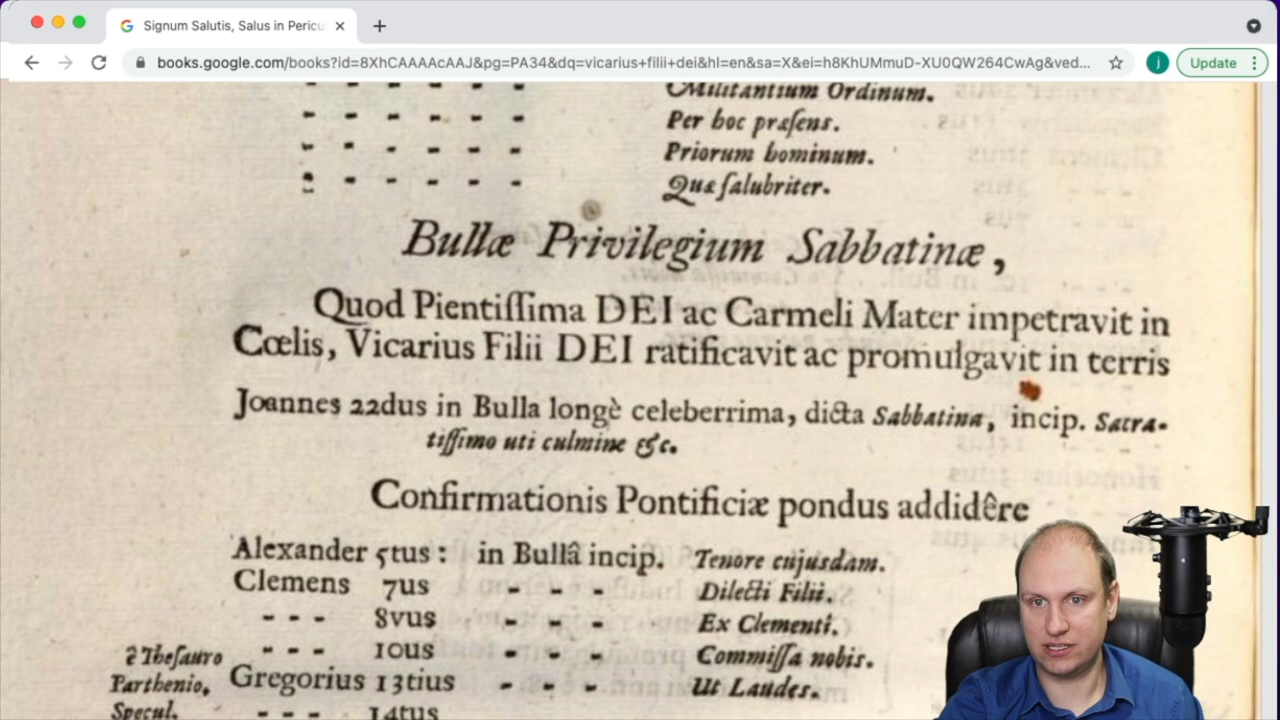 Signum Salutis, Salus in Pericu
books.google.com/books?id=8XhCAAAAcAAJ&pg=PA34&dq=vicarius+filii+dei&hl=en&sa=X&ei=h8KhUMmuD-XU0QW264CwAg&ved...
j
Update
Militantium Ordinum.
Per hoc præſens.
Priorum hominum.
Quæ ſalubriter.
Bullæ Privilegium Sabbatinæ,
Quod Pientiſſima DEI ac Carmeli Mater impetravit in
Cœlis, Vicarius Filii DEI ratificavit ac promulgavit in terris
Joannes 22dus in Bulla longè celeberrima, dicta Sabbatina, incip. Sacra-
tiſſimo uti culmine &c.
Confirmationis Pontificiæ pondus addidêre
Alexander 5tus: in Bullâ incip. Tenore cujusdam.
Clemens 7us - - - Dilecti Filii.
- - - 8vus - - - Ex Clementi.
- - - 10us - - - Commiſſa nobis.
è Theſauro
Parthenio,
Specul.
Gregorius 13tius - - - Ut Laudes.
- - - 14tus